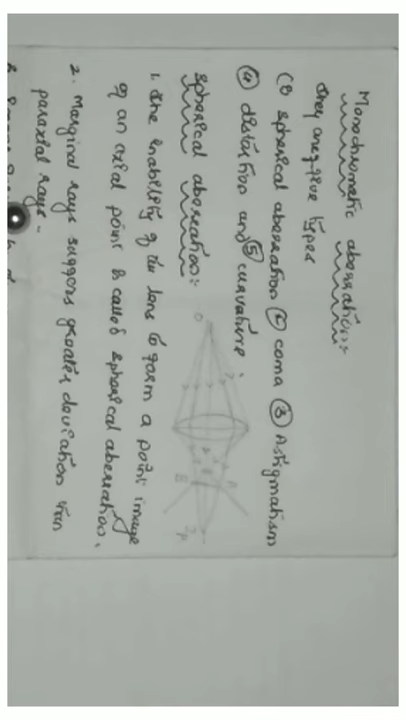 Monochromatic aberration:-
They are five types
(1) spherical aberration (2) coma (3) Astigmatism
(4) distortion and (5) curvature.
spherical aberration:-
1. The inability of the lens to form a point image
of an axial point is called spherical aberration.
2. Marginal rays suffers greater deviation than
paraxial rays.